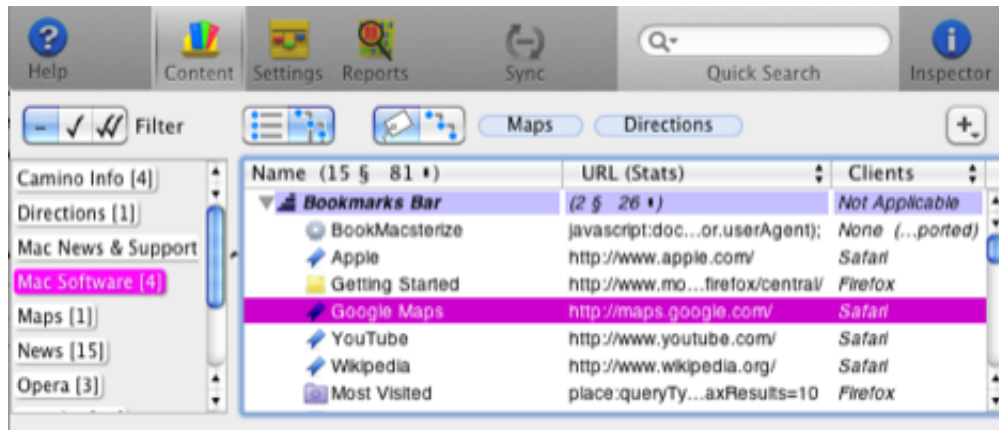 Help Content Settings Reports Sync Quick Search Inspector
Filter Maps Directions
Name (15 § 81 •) URL (Stats) Clients
Camino Info [4]
Directions [1]
Mac News & Support
Mac Software [4]
Maps [1]
News [15]
Opera [3]
Bookmarks Bar (2 § 26 •) Not Applicable
BookMacsterize javascript:doc...or.userAgent); None (...ported)
Apple http://www.apple.com/ Safari
Getting Started http://www.mo...firefox/central/ Firefox
Google Maps http://maps.google.com/ Safari
YouTube http://www.youtube.com/ Safari
Wikipedia http://www.wikipedia.org/ Safari
Most Visited place:queryTy...axResults=10 Firefox